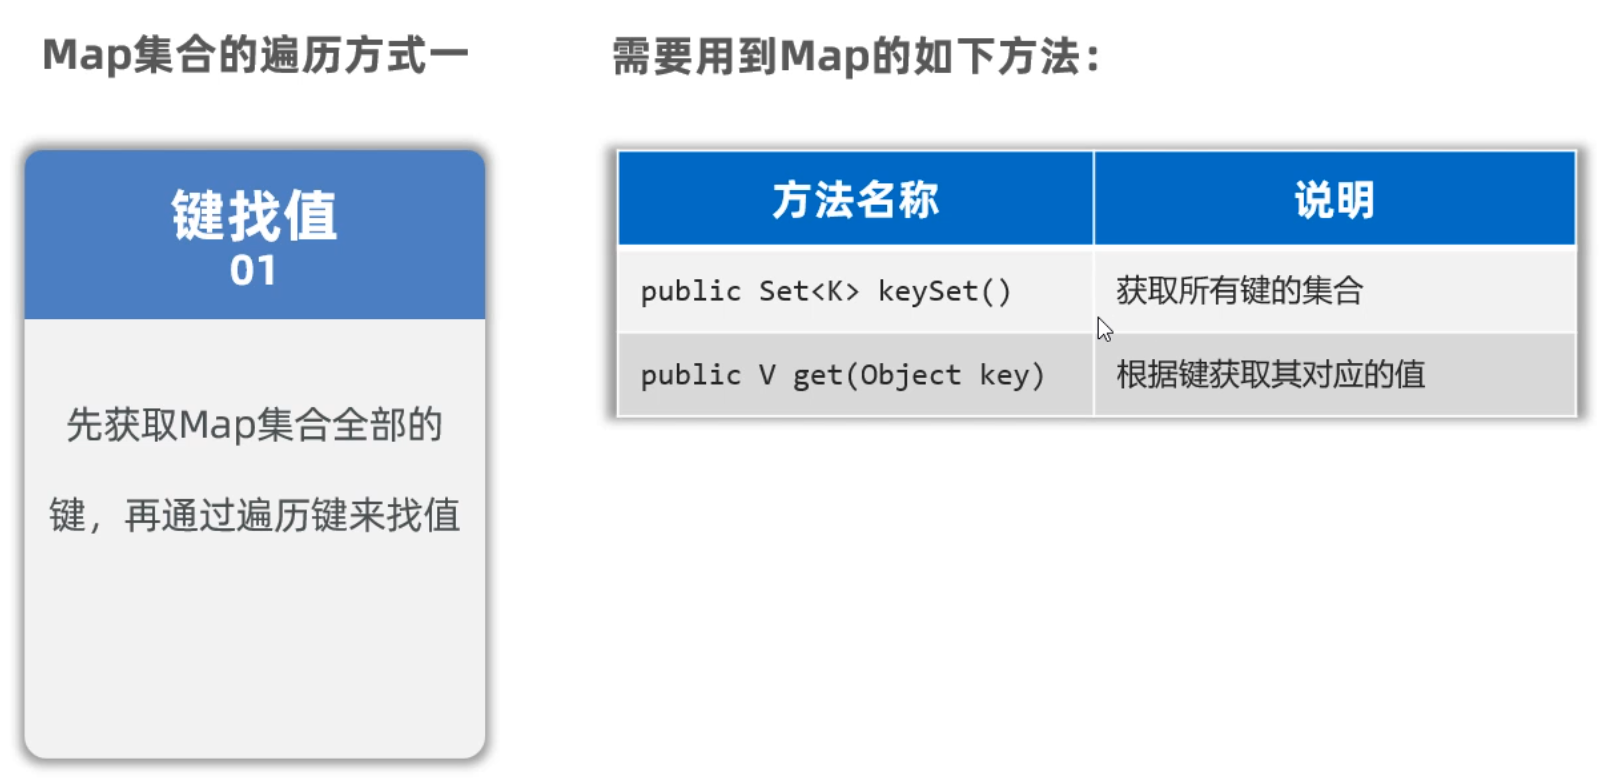 Map集合的遍历方式一
需要用到Map的如下方法：
键找值
01
先获取Map集合全部的
键，再通过遍历键来找值
方法名称
说明
public Set<K> keySet()
获取所有键的集合
public V get(Object key)
根据键获取其对应的值